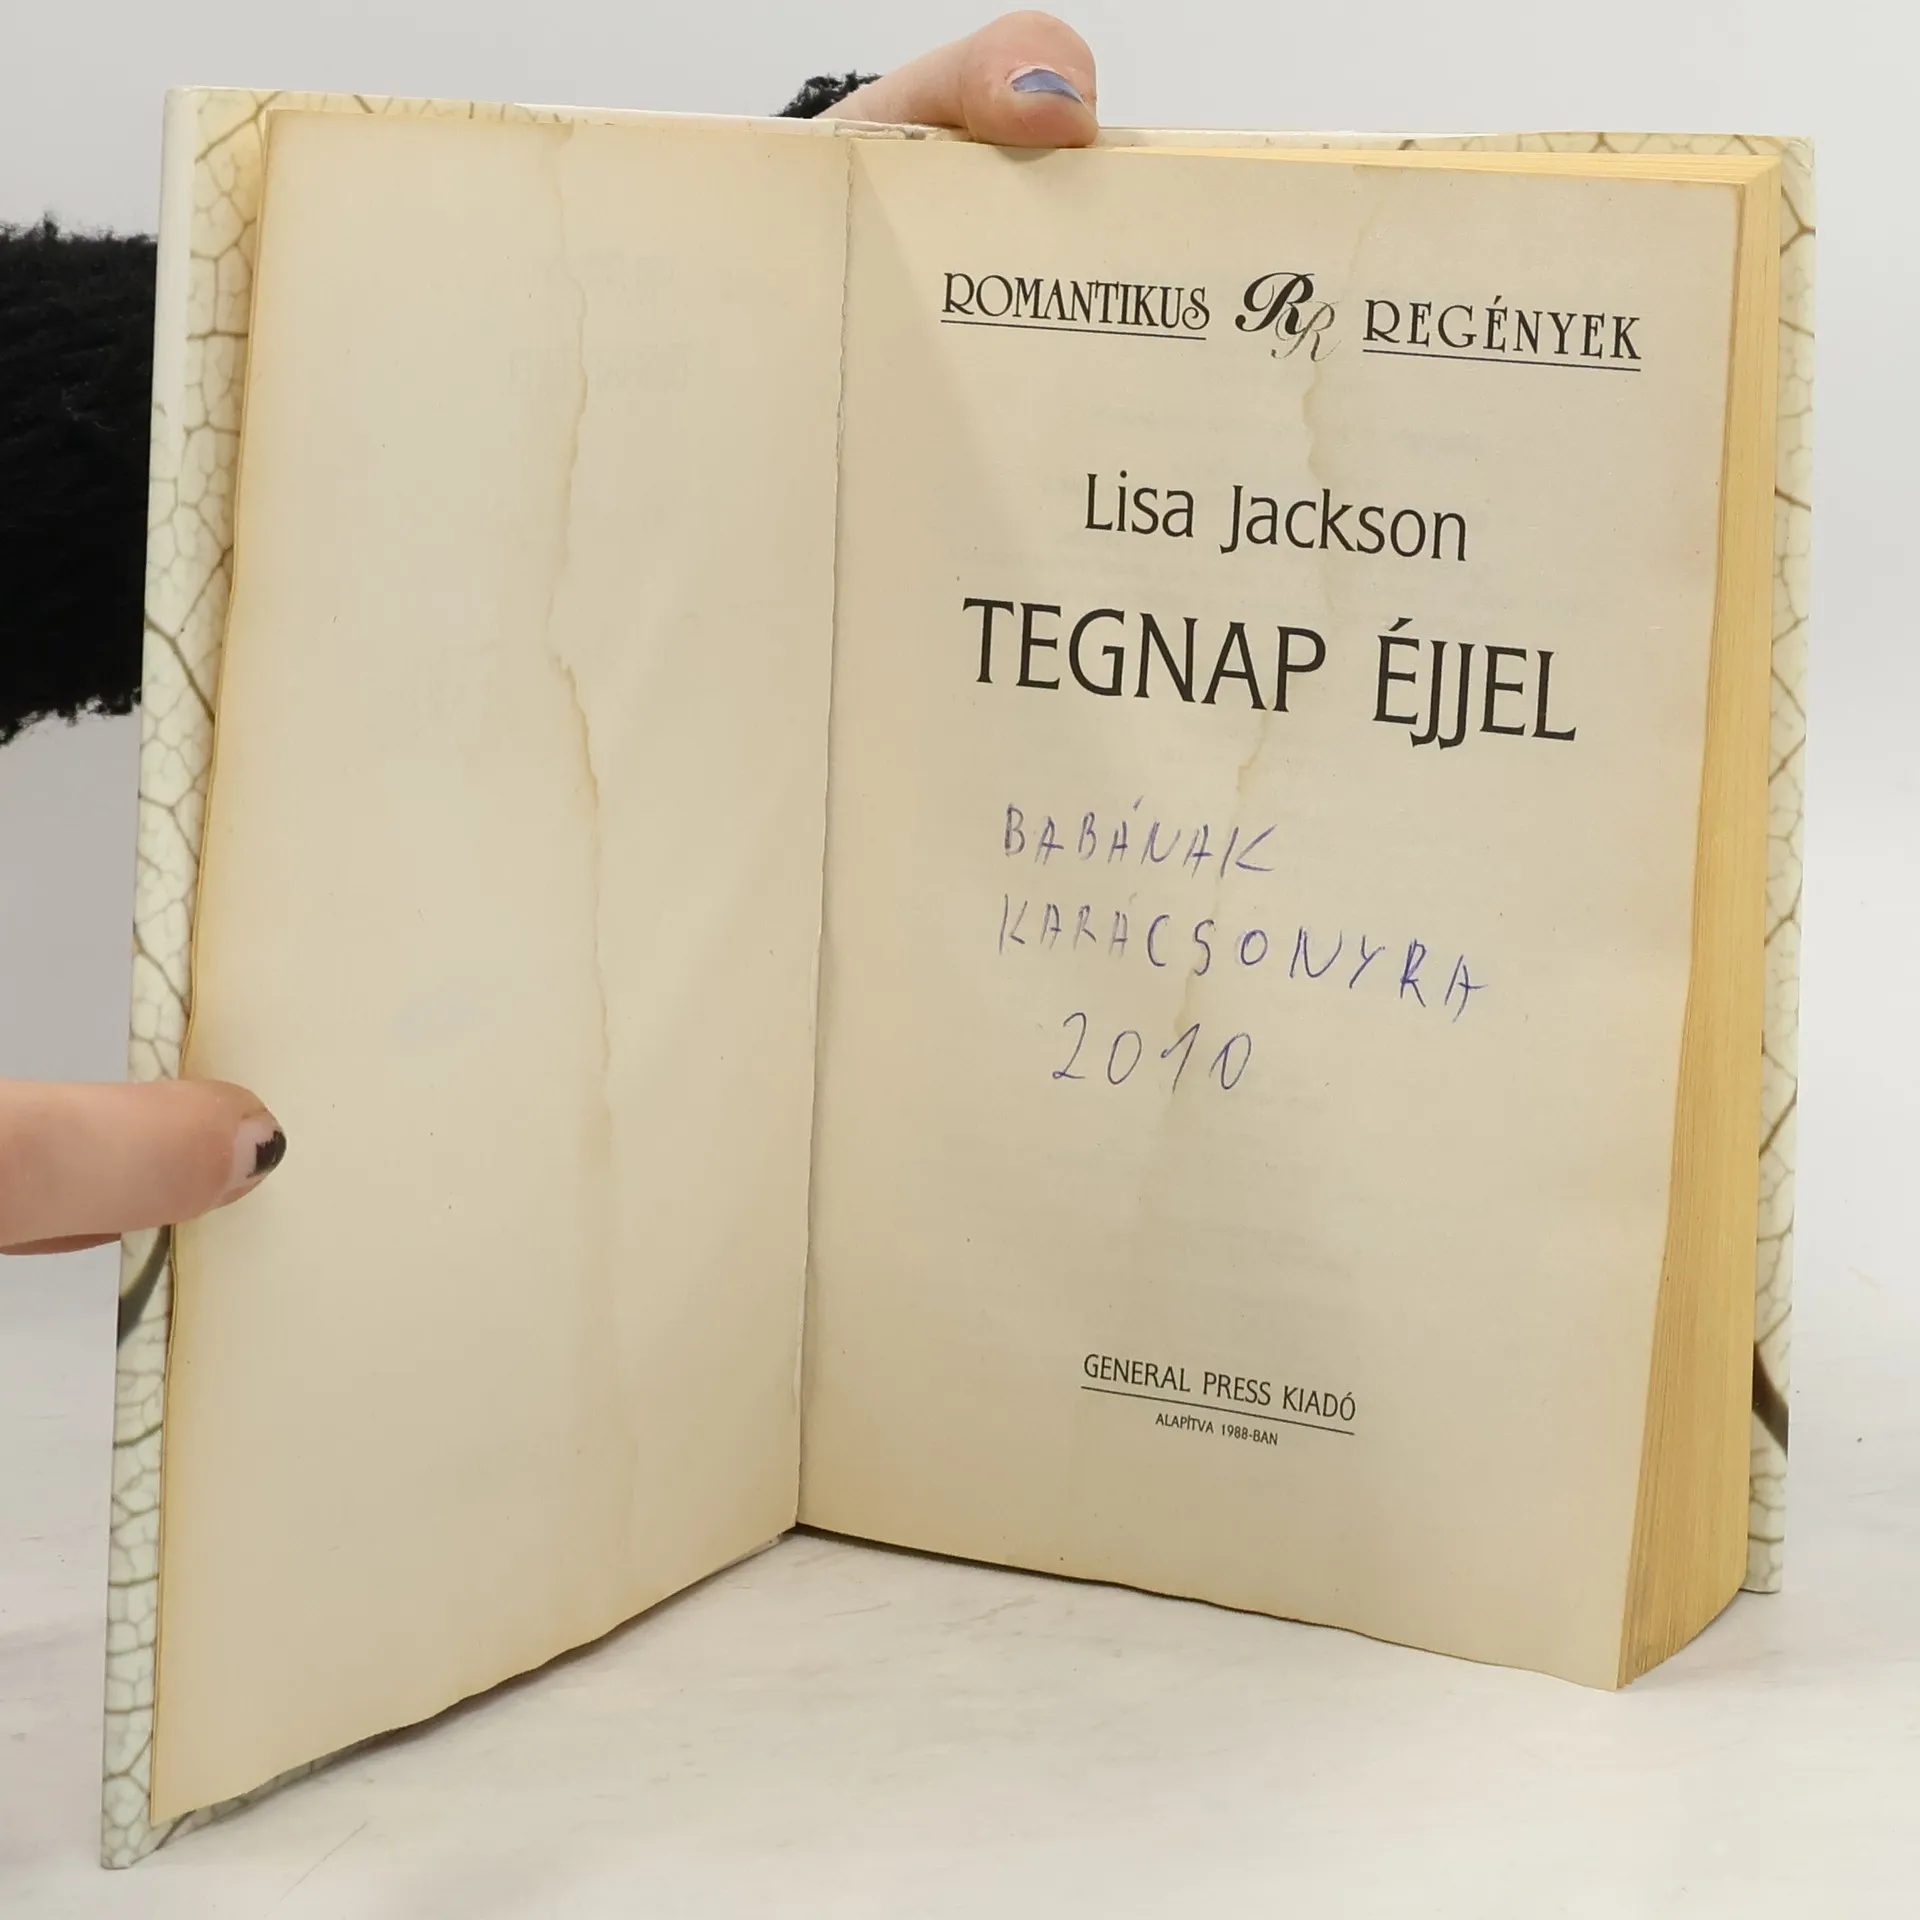 ROMANTIKUS RR REGÉNYEK
Lisa Jackson
TEGNAP ÉJJEL
BABÁNAK
KARÁCSONYRA
2010
GENERAL PRESS KIADÓ
ALAPÍTVA 1988-BAN